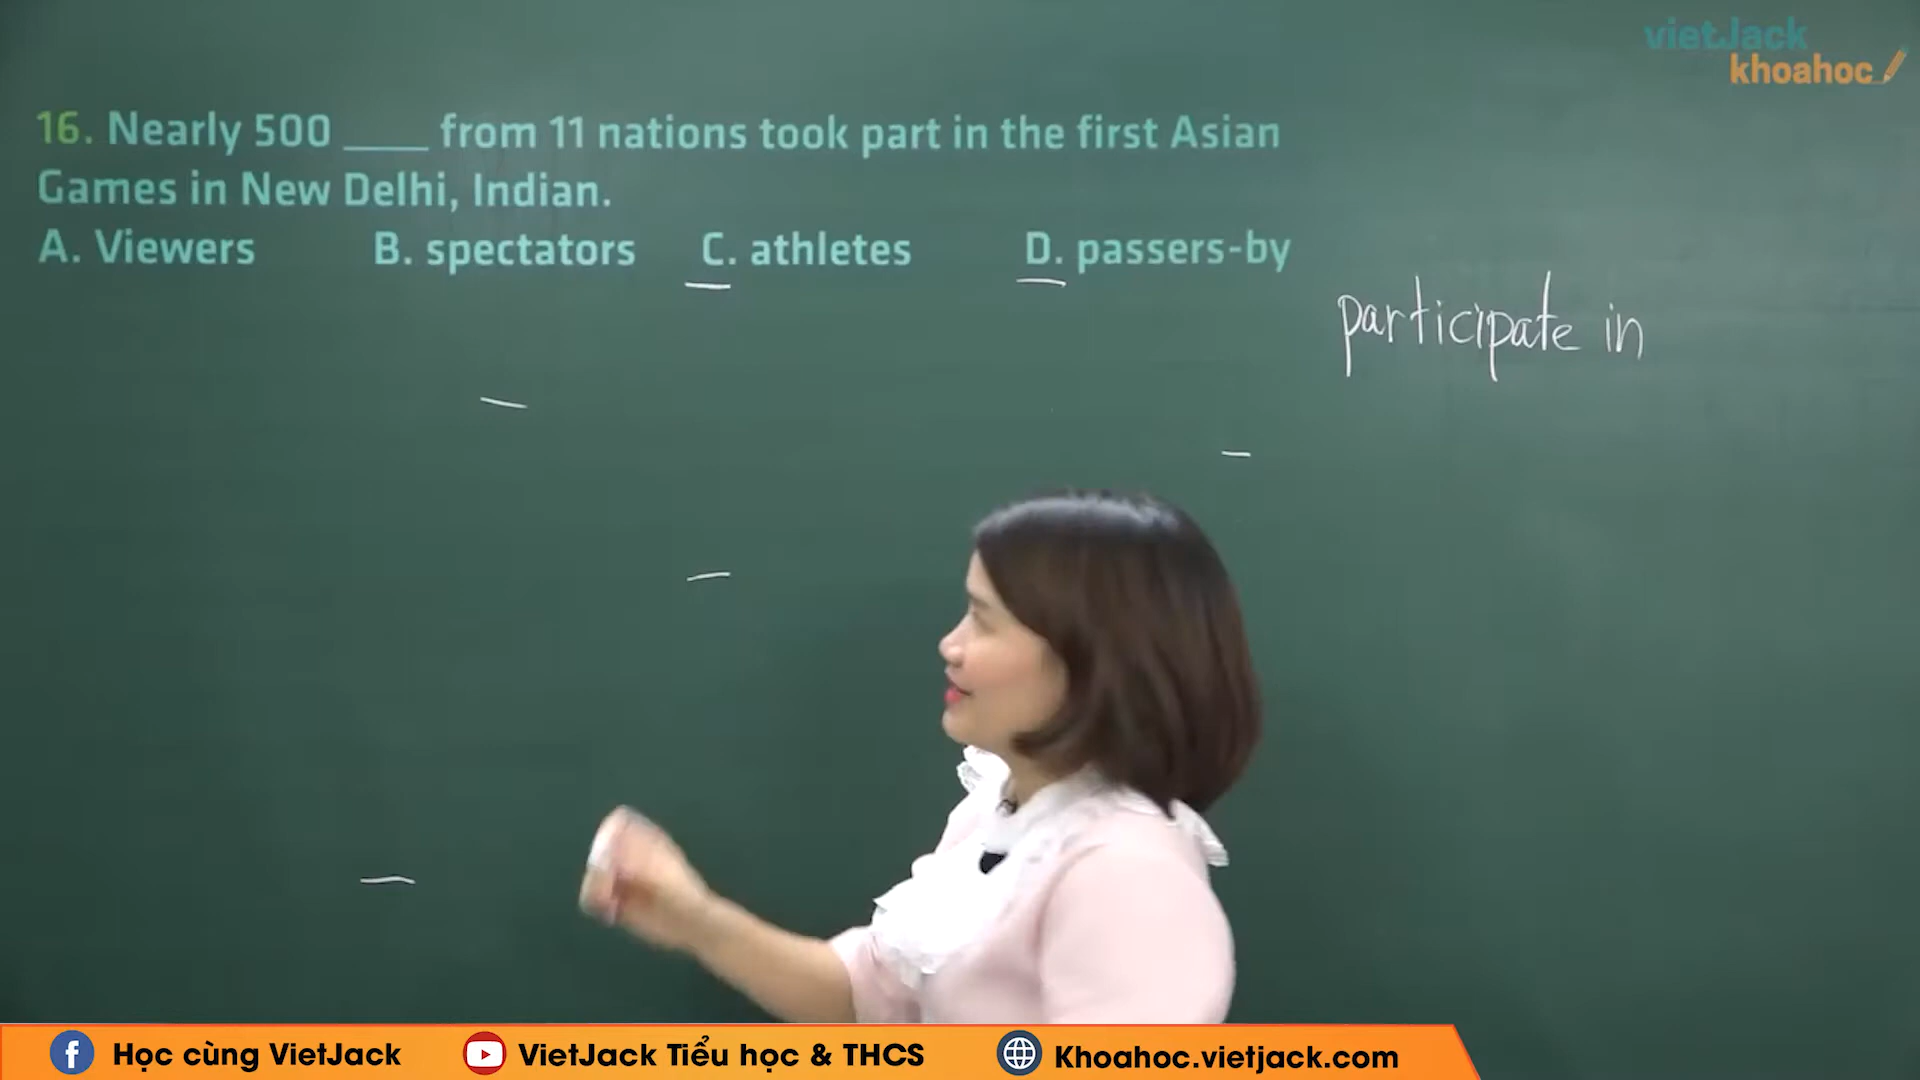 vietJack
khoahoc
16. Nearly 500 ____ from 11 nations took part in the first Asian
Games in New Delhi, Indian.
A. Viewers B. spectators C. athletes D. passers-by
participate in
Học cùng VietJack VietJack Tiểu học & THCS Khoahoc.vietjack.com